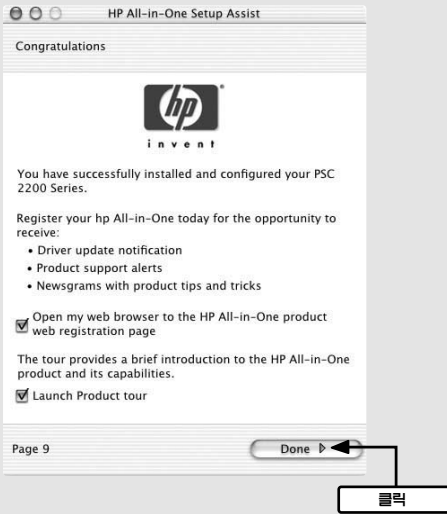 HP All-in-One Setup Assist
Congratulations
hp
invent
You have successfully installed and configured your PSC
2200 Series.
Register your hp All-in-One today for the opportunity to
receive:
• Driver update notification
• Product support alerts
• Newsgrams with product tips and tricks
Open my web browser to the HP All-in-One product
web registration page
The tour provides a brief introduction to the HP All-in-One
product and its capabilities.
Launch Product tour
Page 9
Done
클릭